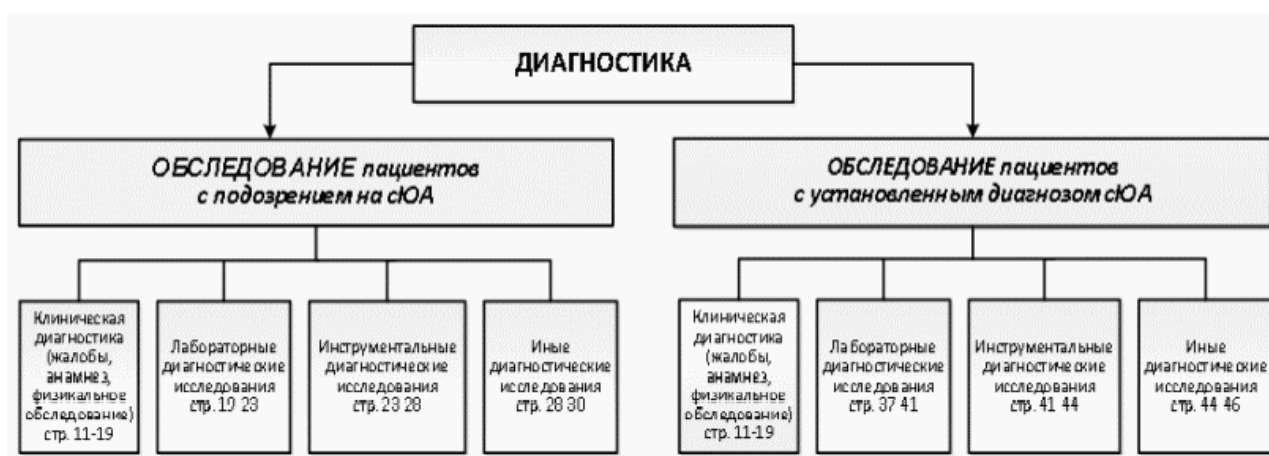 ДИАГНОСТИКА
ОБСЛЕДОВАНИЕ пациентов
с подозрением на сЮА
ОБСЛЕДОВАНИЕ пациентов
с установленным диагнозом сЮА
Клиническая
диагностика
(жалобы,
анамнез,
физикальное
обследование)
стр. 11-19
Лабораторные
диагностические
исследования
стр. 19 23
Инструментальные
диагностические
исследования
стр. 23 28
Иные
диагностические
исследования
стр. 28 30
Клиническая
диагностика
(жалобы,
анамнез,
физикальное
обследование)
стр. 11-19
Лабораторные
диагностические
исследования
стр. 37 41
Инструментальные
диагностические
исследования
стр. 41 44
Иные
диагностические
исследования
стр. 44 46